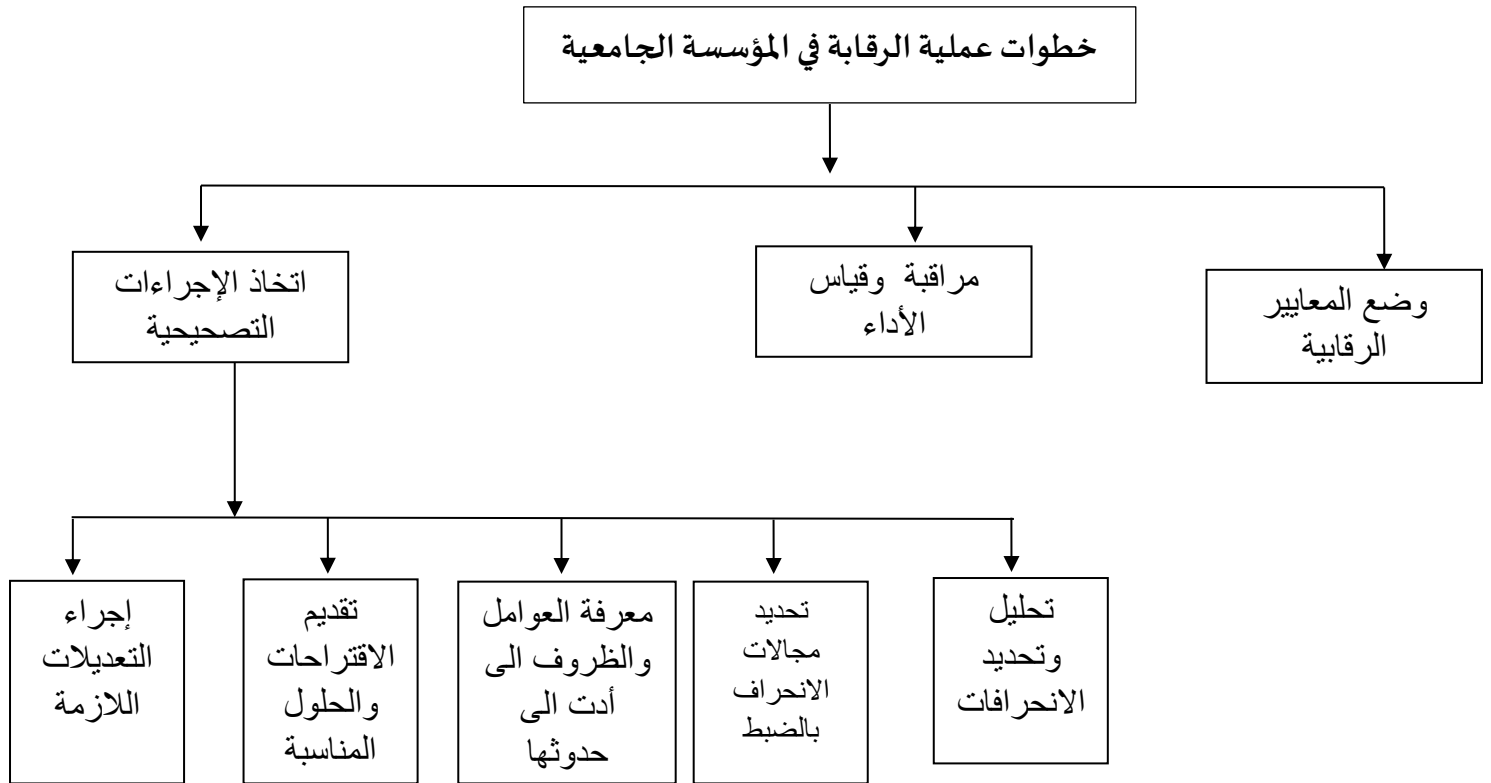 خطوات عملية الرقابة في المؤسسة الجامعية
وضع المعايير
الرقابية
مراقبة وقياس
الأداء
اتخاذ الإجراءات
التصحيحية
تحليل
وتحديد
الانحرافات
تحديد
مجالات
الانحراف
بالضبط
معرفة العوامل
والظروف الى
أدت الى
حدوثها
تقديم
الاقتراحات
والحلول
المناسبة
إجراء
التعديلات
اللازمة